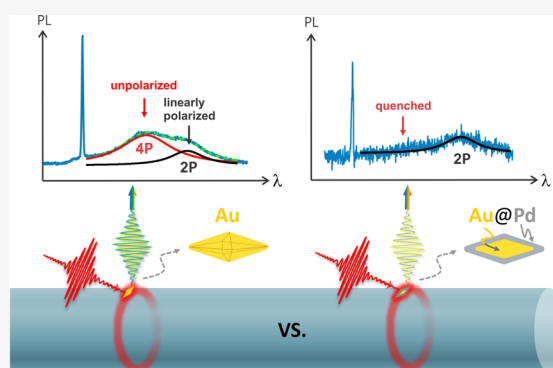 PL
unpolarized
linearly
polarized
4P
2P
λ
Au
PL
quenched
2P
λ
Au@Pd
VS.